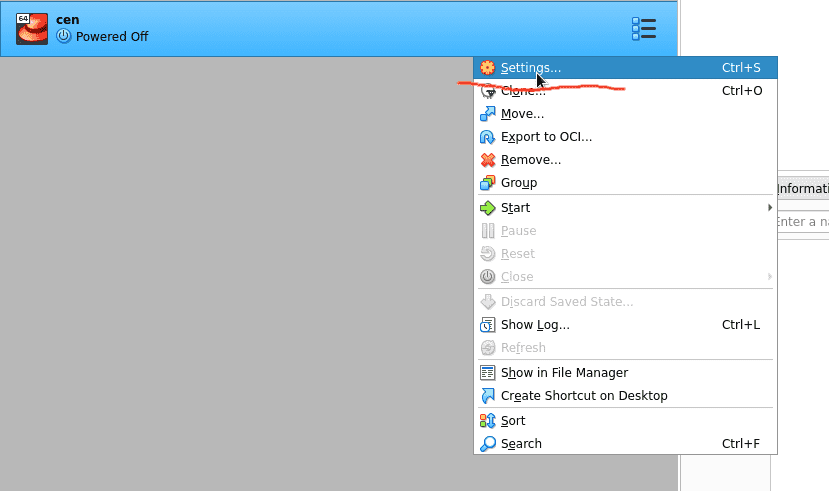 64
cen
Powered Off
Settings... Ctrl+S
Clone... Ctrl+O
Move...
Export to OCI...
Remove...
Group
Start
Pause
Reset
Close
Discard Saved State...
Show Log... Ctrl+L
Refresh
Show in File Manager
Create Shortcut on Desktop
Sort
Search Ctrl+F
Informati
Enter a na